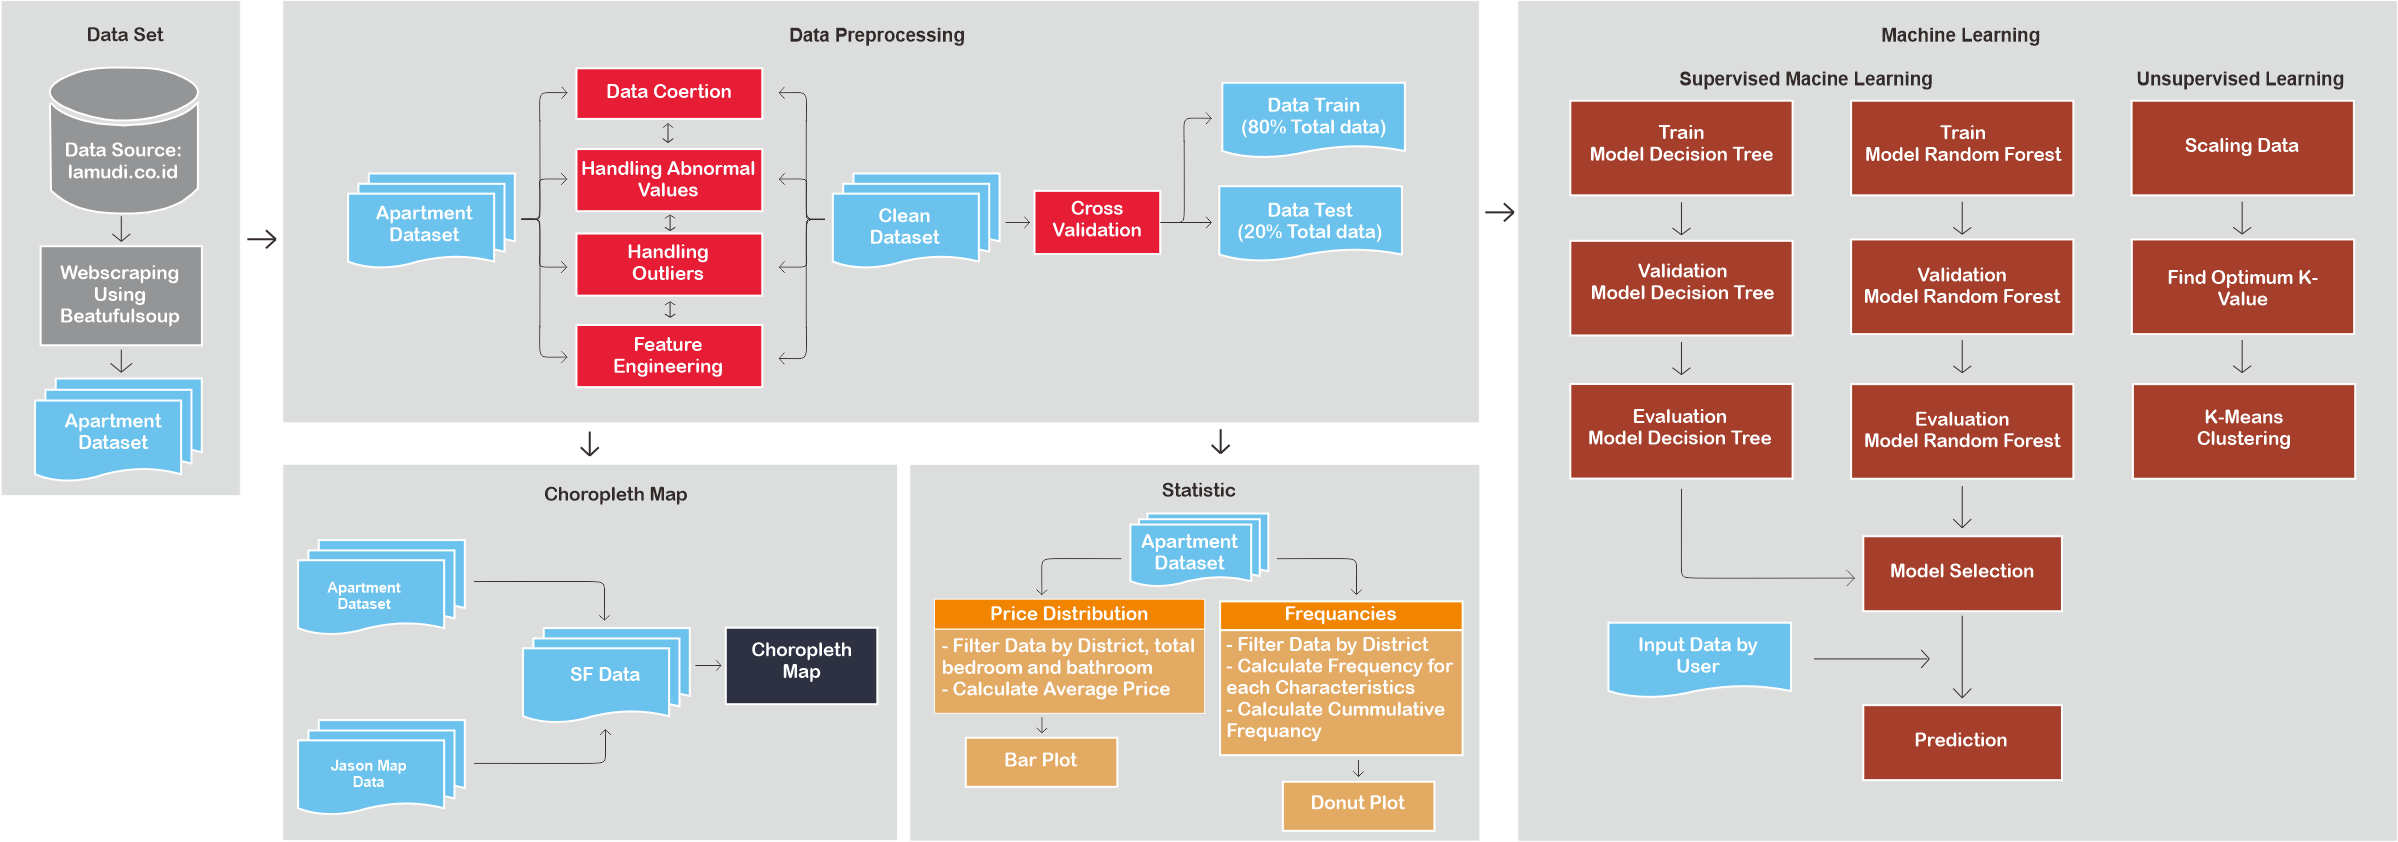 Data Set
Data Source:
lamudi.co.id
Webscraping
Using
Beatufulsoup
Apartment
Dataset
Data Preprocessing
Apartment
Dataset
Data Coertion
Handling Abnormal
Values
Handling
Outliers
Feature
Engineering
Clean
Dataset
Cross
Validation
Data Train
(80% Total data)
Data Test
(20% Total data)
Choropleth Map
Apartment
Dataset
Jason Map
Data
SF Data
Choropleth
Map
Statistic
Apartment
Dataset
Price Distribution
- Filter Data by District, total
bedroom and bathroom
- Calculate Average Price
Bar Plot
Frequancies
- Filter Data by District
- Calculate Frequency for
each Characteristics
- Calculate Cummulative
Frequancy
Donut Plot
Machine Learning
Supervised Macine Learning
Train
Model Decision Tree
Validation
Model Decision Tree
Evaluation
Model Decision Tree
Train
Model Random Forest
Validation
Model Random Forest
Evaluation
Model Random Forest
Model Selection
Input Data by
User
Prediction
Unsupervised Learning
Scaling Data
Find Optimum K-
Value
K-Means
Clustering